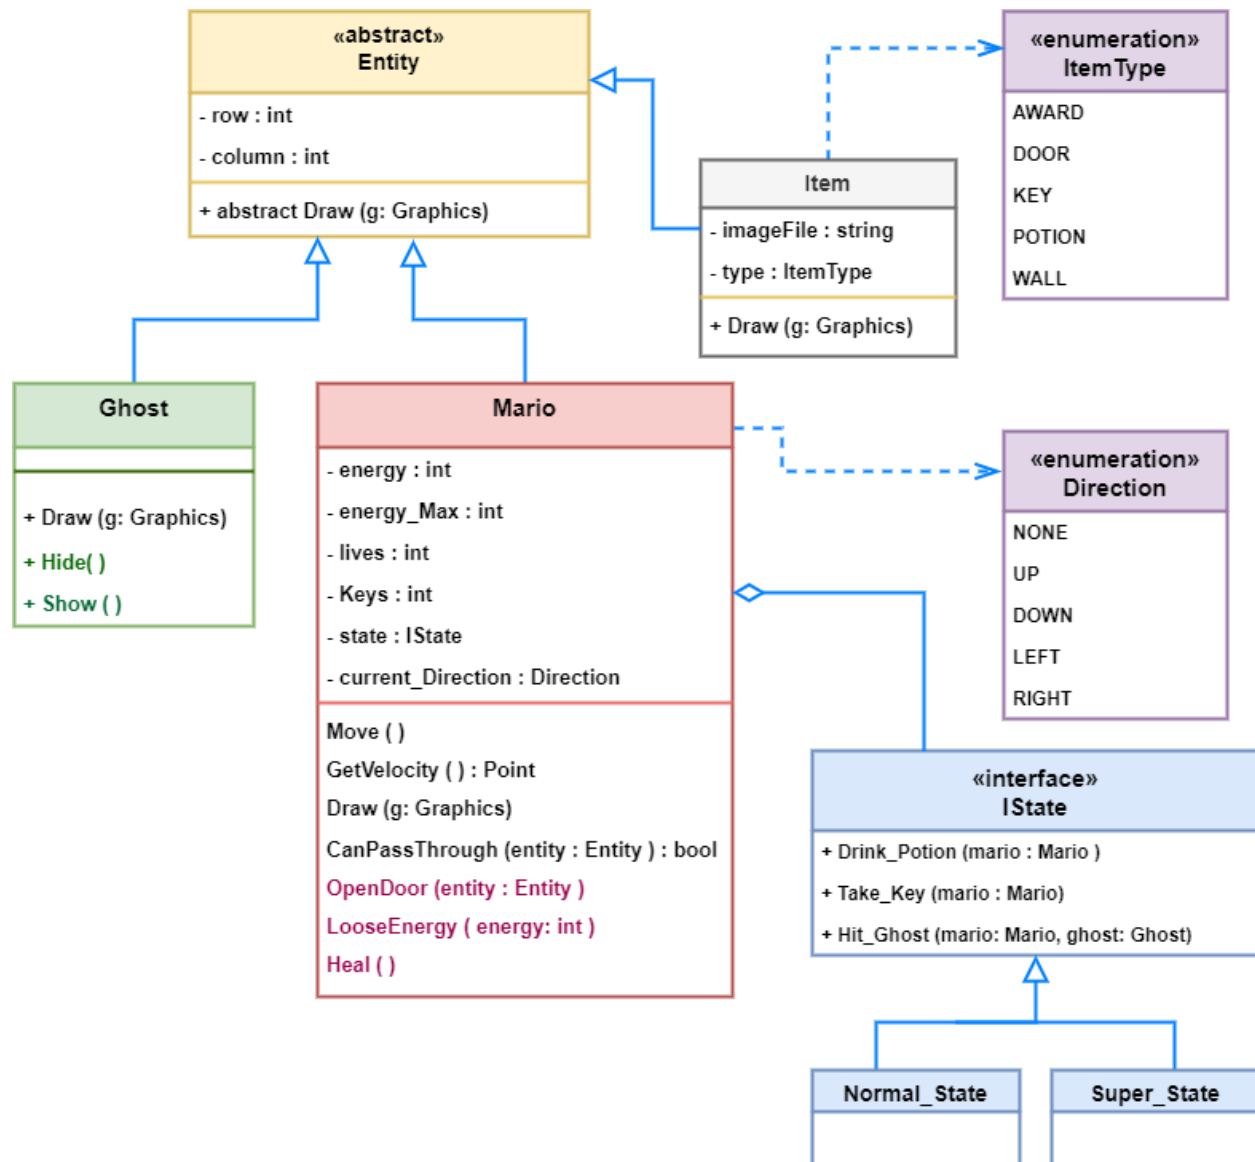 «abstract»
Entity
- row : int
- column : int
+ abstract Draw (g: Graphics)
«enumeration»
ItemType
AWARD
DOOR
KEY
POTION
WALL
Item
- imageFile : string
- type : ItemType
+ Draw (g: Graphics)
Ghost
+ Draw (g: Graphics)
+ Hide( )
+ Show ( )
Mario
- energy : int
- energy_Max : int
- lives : int
- Keys : int
- state : IState
- current_Direction : Direction
Move ( )
GetVelocity ( ) : Point
Draw (g: Graphics)
CanPassThrough (entity : Entity ) : bool
OpenDoor (entity : Entity )
LooseEnergy ( energy: int )
Heal ( )
«enumeration»
Direction
NONE
UP
DOWN
LEFT
RIGHT
«interface»
IState
+ Drink_Potion (mario : Mario )
+ Take_Key (mario : Mario)
+ Hit_Ghost (mario: Mario, ghost: Ghost)
Normal_State
Super_State